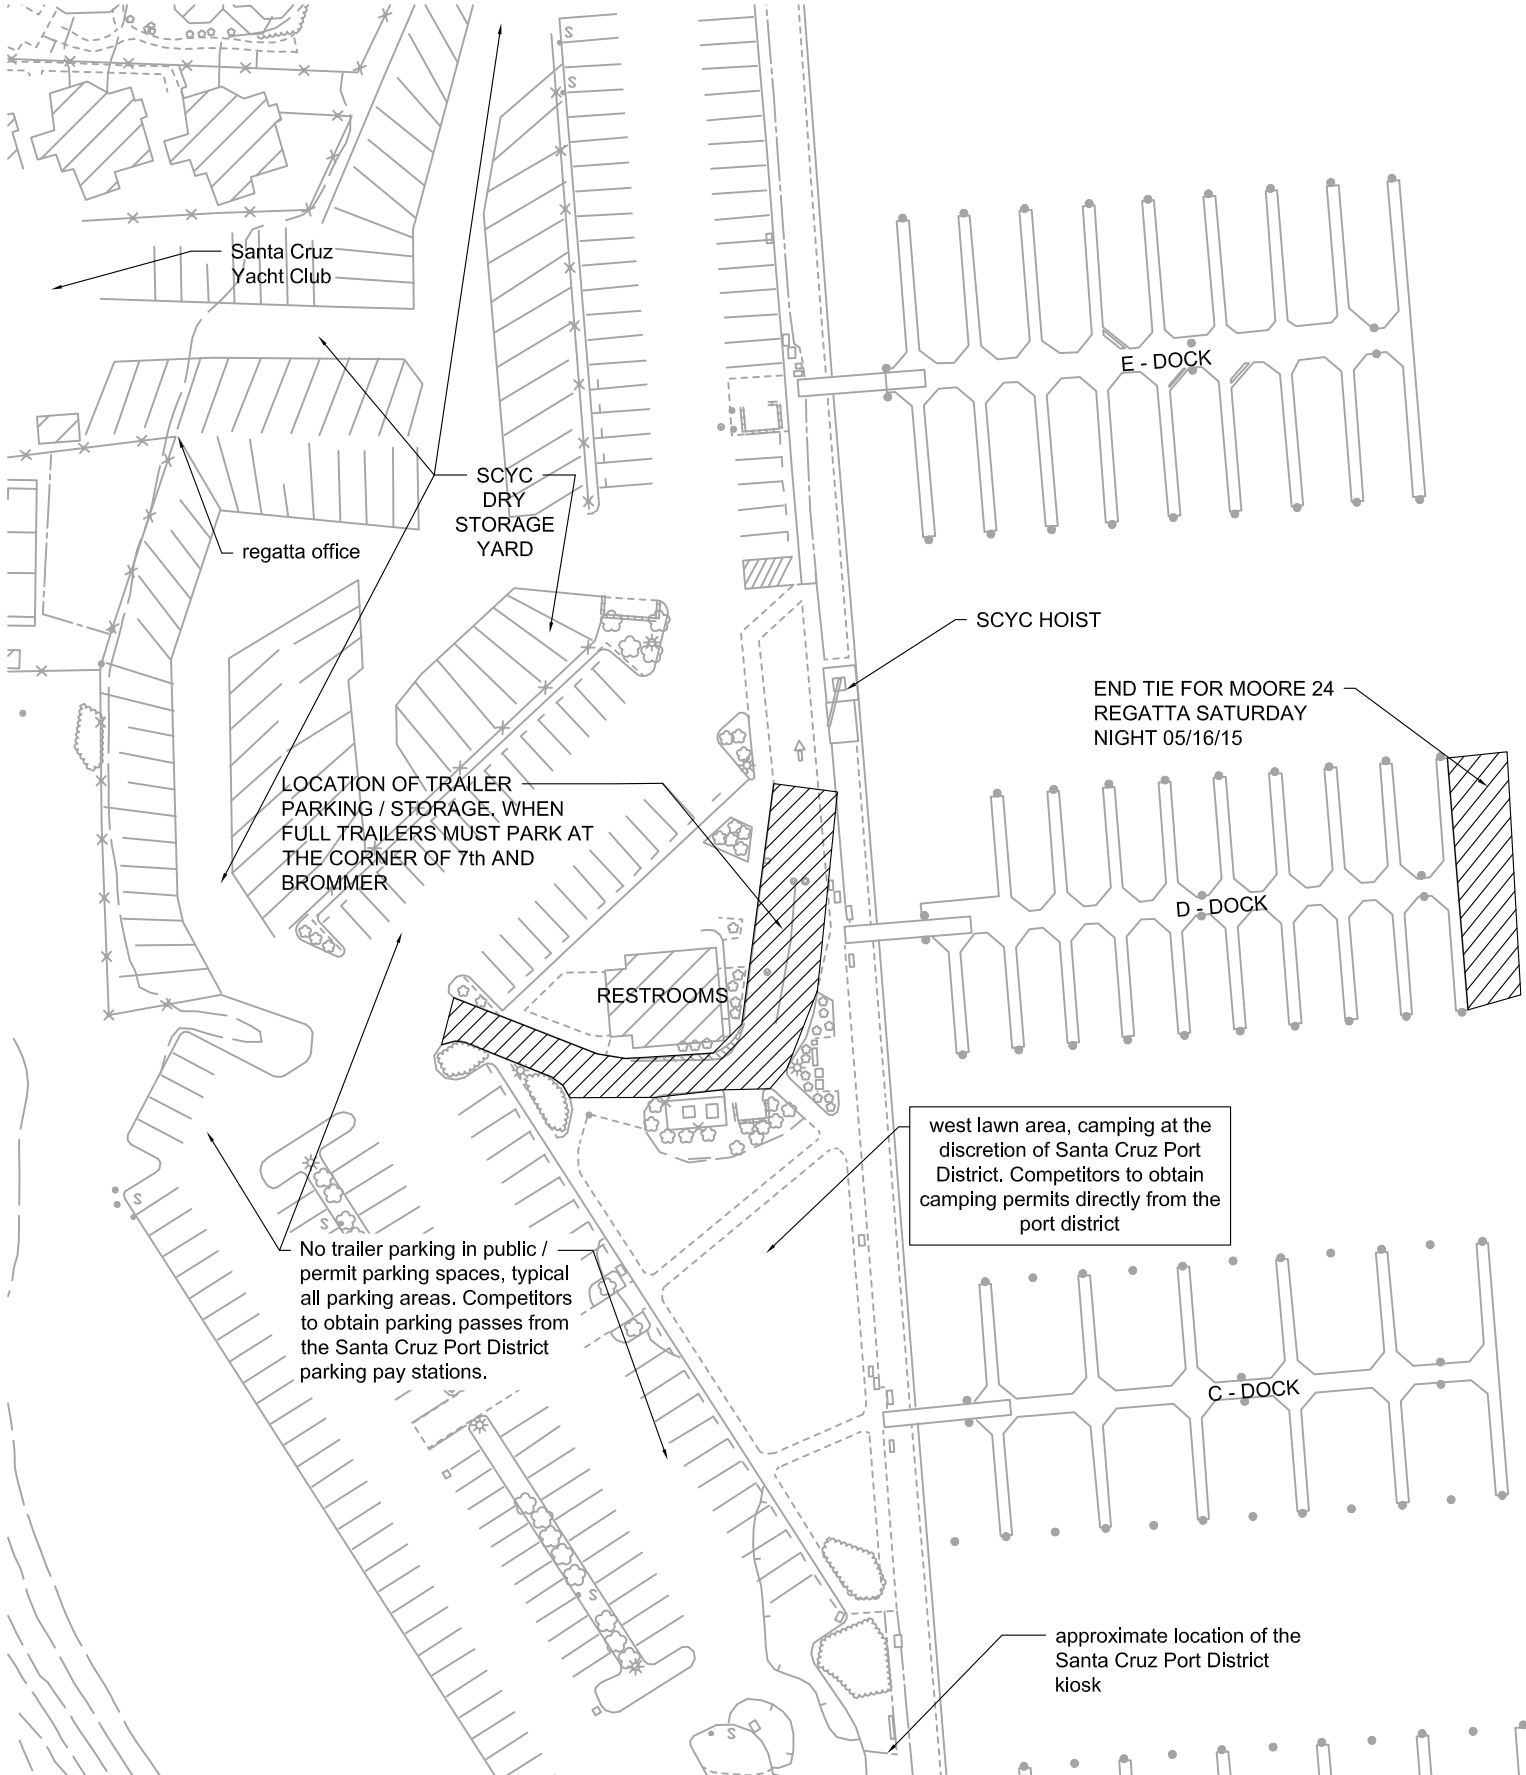 Santa Cruz
Yacht Club
E - DOCK
SCYC
DRY
STORAGE
YARD
regatta office
SCYC HOIST
END TIE FOR MOORE 24
REGATTA SATURDAY
NIGHT 05/16/15
LOCATION OF TRAILER
PARKING / STORAGE. WHEN
FULL TRAILERS MUST PARK AT
THE CORNER OF 7th AND
BROMMER
D - DOCK
RESTROOMS
west lawn area, camping at the
discretion of Santa Cruz Port
District. Competitors to obtain
camping permits directly from the
port district
No trailer parking in public /
permit parking spaces, typical
all parking areas. Competitors
to obtain parking passes from
the Santa Cruz Port District
parking pay stations.
C - DOCK
approximate location of the
Santa Cruz Port District
kiosk
S
S
S
S
S
S